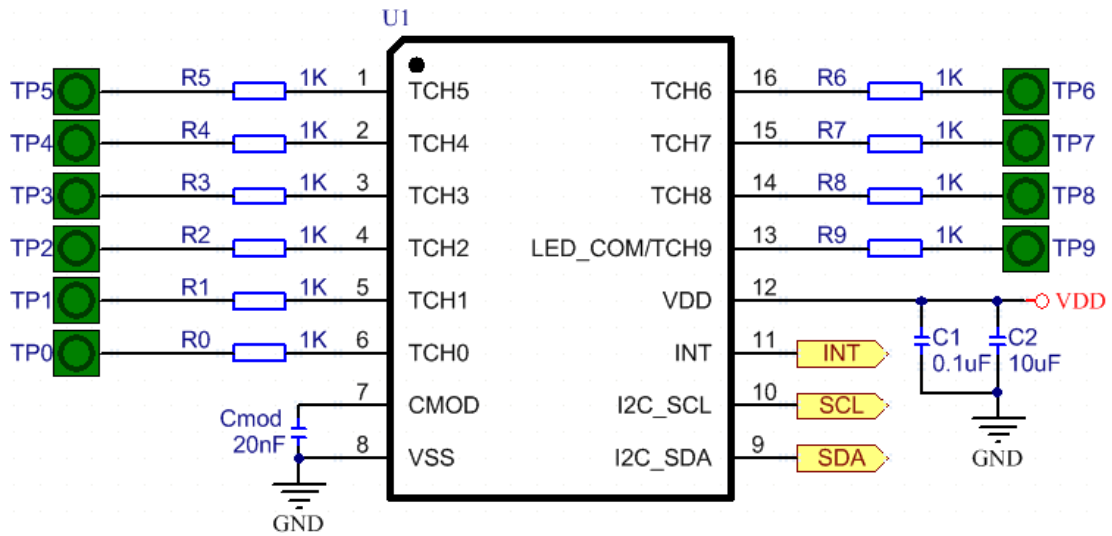 U1
TP5 R5 1K 1 TCH5 TCH6 16 R6 1K TP6
TP4 R4 1K 2 TCH4 TCH7 15 R7 1K TP7
TP3 R3 1K 3 TCH3 TCH8 14 R8 1K TP8
TP2 R2 1K 4 TCH2 LED_COM/TCH9 13 R9 1K TP9
TP1 R1 1K 5 TCH1 VDD 12 VDD
TP0 R0 1K 6 TCH0 INT 11 INT
C1 C2
0.1uF 10uF
7 CMOD I2C_SCL 10 SCL
Cmod
20nF
8 VSS I2C_SDA 9 SDA
GND
GND